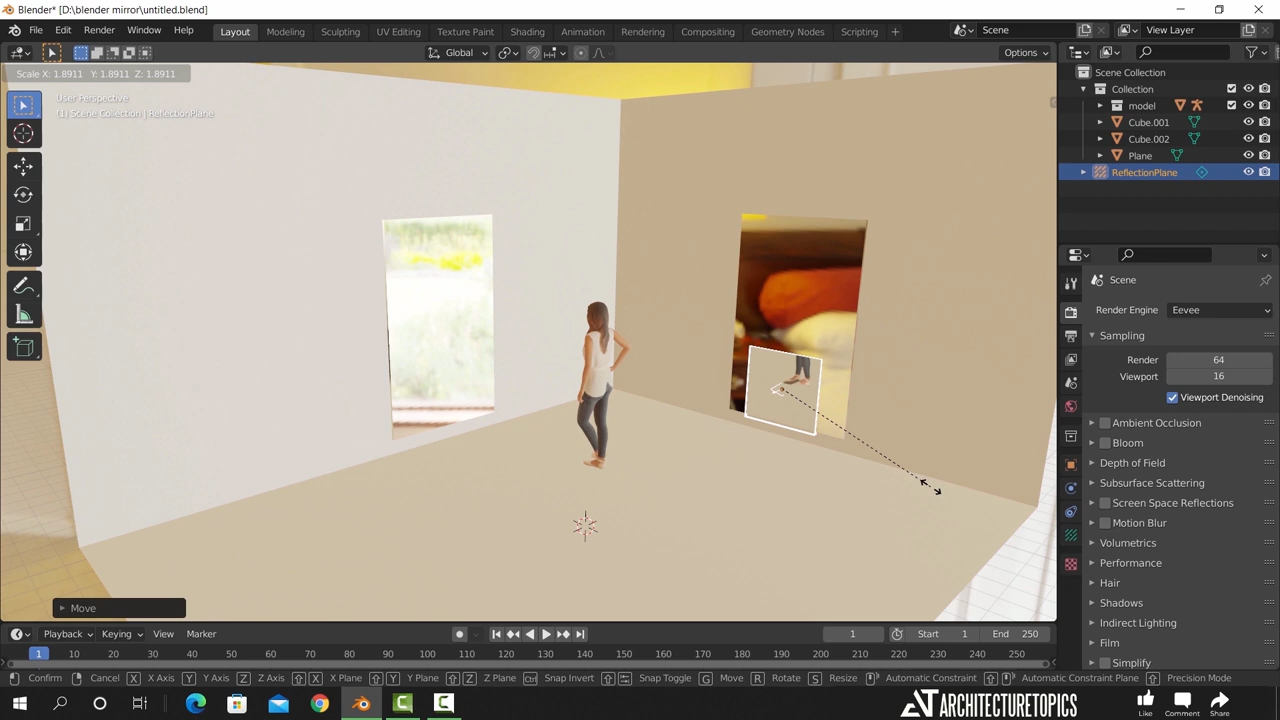 Blender* [D:\blender mirror\untitled.blend]
File Edit Render Window Help Layout Modeling Sculpting UV Editing Texture Paint Shading Animation Rendering Compositing Geometry Nodes Scripting + Scene View Layer
Global Options
Scale X: 1.8911 Y: 1.8911 Z: 1.8911
User Perspective
(1) Scene Collection | ReflectionPlane
Scene Collection
Collection
model
Cube.001
Cube.002
Plane
ReflectionPlane
Scene
Render Engine Eevee
Sampling
Render 64
Viewport 16
Viewport Denoising
Ambient Occlusion
Bloom
Depth of Field
Subsurface Scattering
Screen Space Reflections
Motion Blur
Volumetrics
Performance
Hair
Shadows
Indirect Lighting
Film
Simplify
Move
Playback Keying View Marker 1 Start 1 End 250
1 10 20 30 40 50 60 70 80 90 100 110 120 130 140 150 160 170 180 190 200 210 220 230 240 250
Confirm Cancel X X Axis Y Y Axis Z Z Axis X X Plane Y Y Plane Z Z Plane Ctrl Snap Invert Snap Toggle G Move R Rotate S Resize Automatic Constraint Automatic Constraint Plane Precision Mode
AT ARCHITECTURETOPICS
Like Comment Share